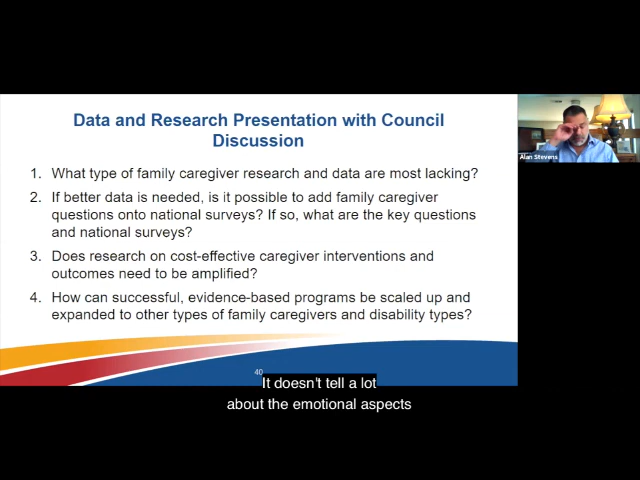 Data and Research Presentation with Council
Discussion
1. What type of family caregiver research and data are most lacking?
2. If better data is needed, is it possible to add family caregiver
questions onto national surveys? If so, what are the key questions
and national surveys?
3. Does research on cost-effective caregiver interventions and
outcomes need to be amplified?
4. How can successful, evidence-based programs be scaled up and
expanded to other types of family caregivers and disability types?
Alan Stevens
40
It doesn't tell a lot
about the emotional aspects